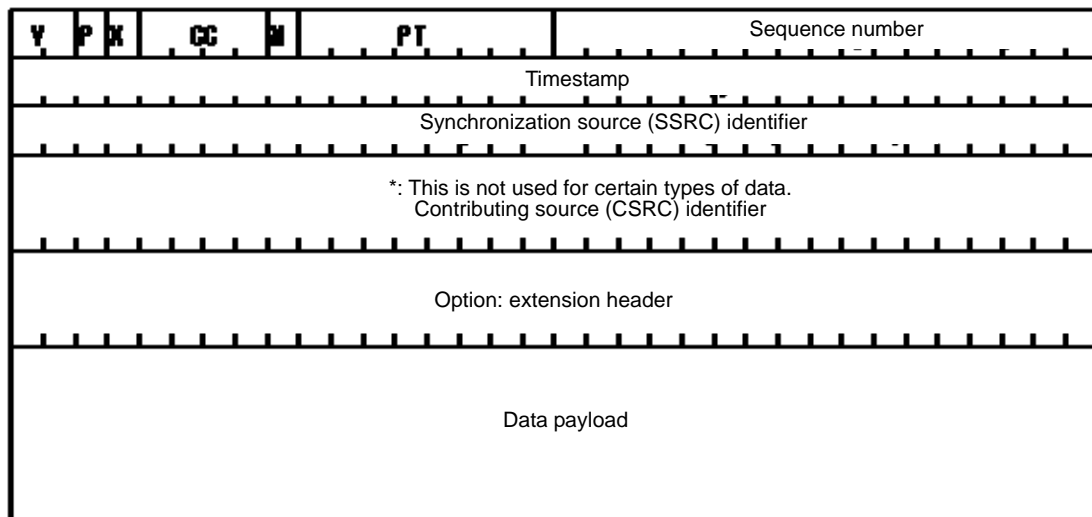 V P X CC M PT Sequence number
Timestamp
Synchronization source (SSRC) identifier
*: This is not used for certain types of data.
Contributing source (CSRC) identifier
Option: extension header
Data payload